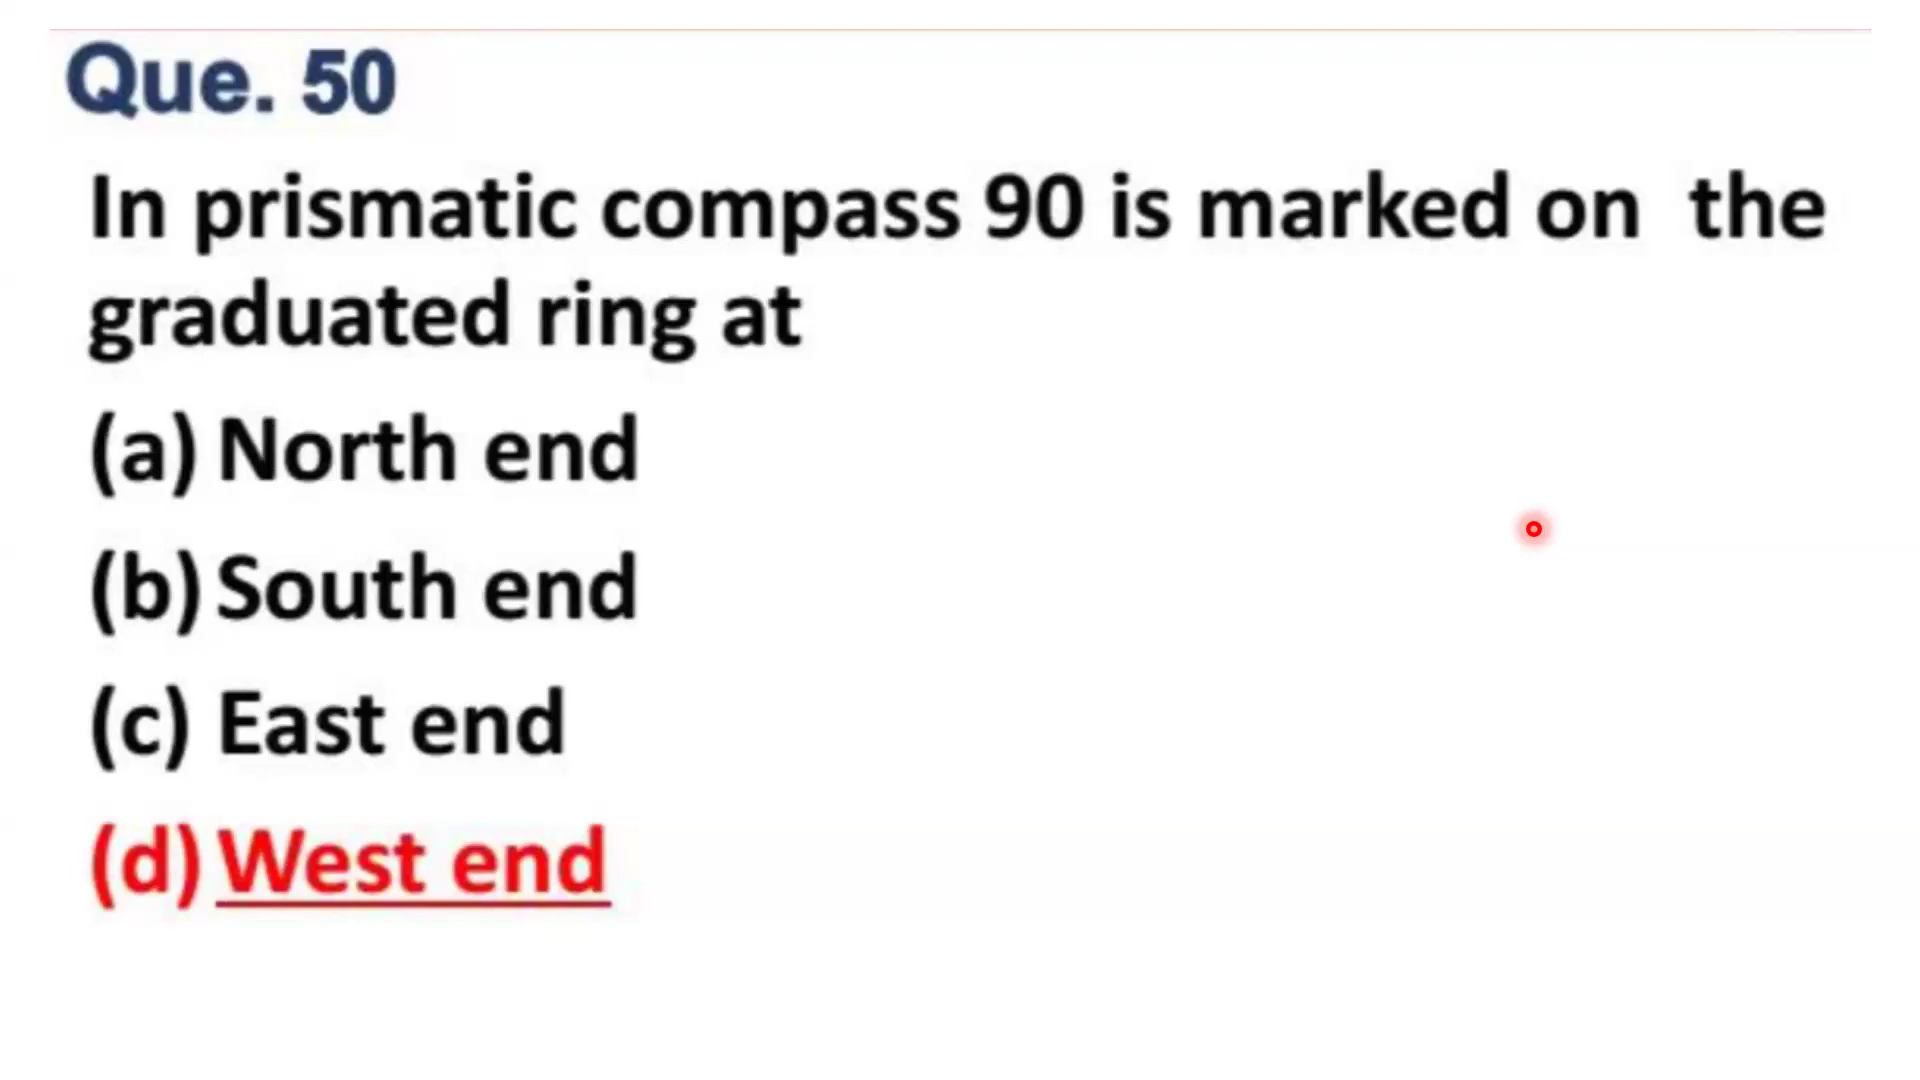 Que. 50
In prismatic compass 90 is marked on the
graduated ring at
(a) North end
(b) South end
(c) East end
(d) West end